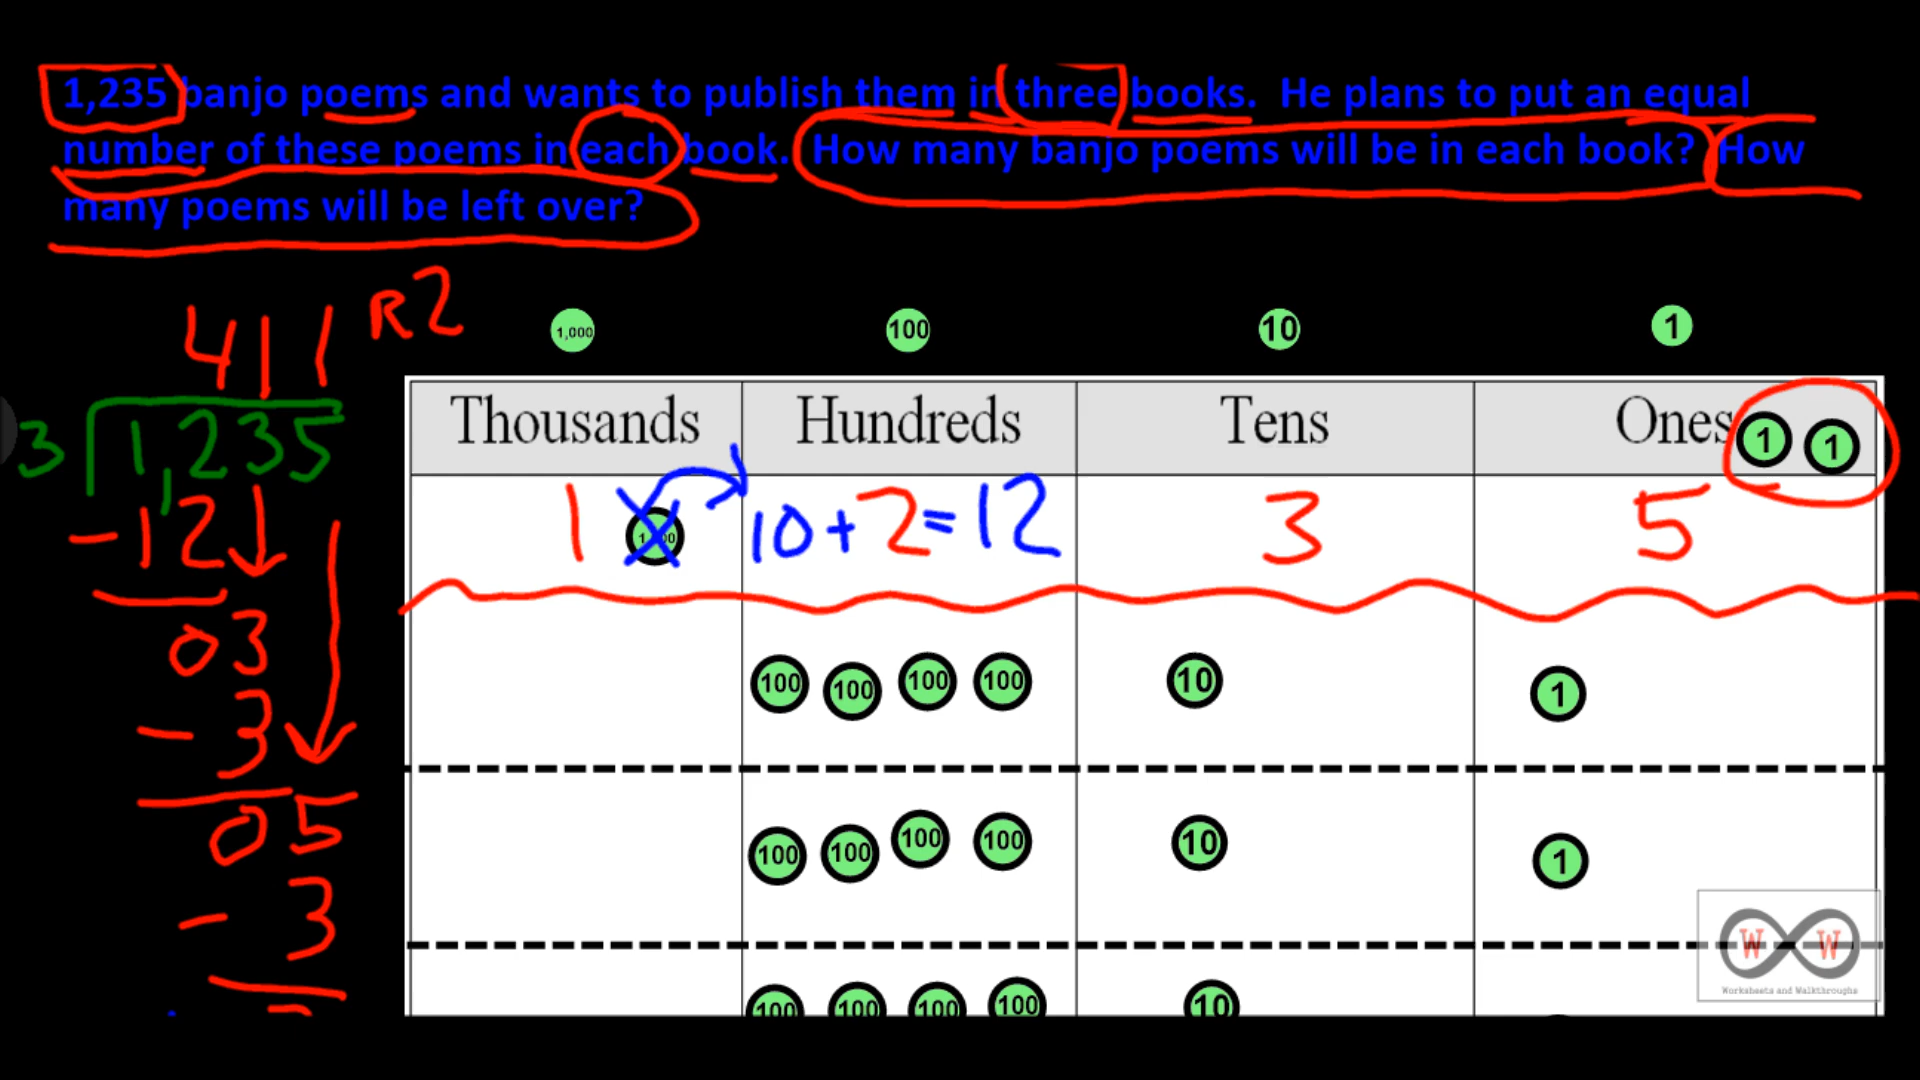 1,235 banjo poems and wants to publish them in three books. He plans to put an equal
number of these poems in each book. How many banjo poems will be in each book? How
many poems will be left over?
411 R2
3 1,235
-12
03
- 3
05
- 3
1,000 100 10 1
Thousands Hundreds Tens Ones 1 1
1 10+2=12 3 5
100 100 100 100 10 1
100 100 100 100 10 1
100 100 100 100 10
W W
Worksheets and Walkthroughs